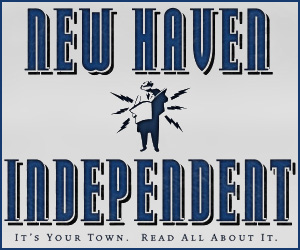 NEW HAVEN
INDEPENDENT
IT'S YOUR TOWN. READ ALL ABOUT IT.